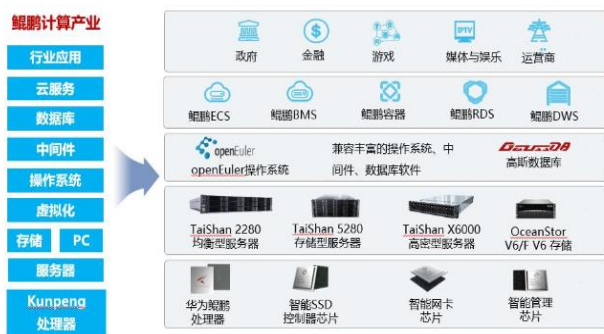 鲲鹏计算产业
行业应用
云服务
数据库
中间件
操作系统
虚拟化
存储
PC
服务器
Kunpeng
处理器
IPTV
政府
金融
游戏
媒体与娱乐
运营商
鲲鹏ECS
鲲鹏BMS
鲲鹏容器
鲲鹏RDS
鲲鹏DWS
openEuler
openEuler操作系统
兼容丰富的操作系统、中
间件、数据库软件
GaussDB
高斯数据库
TaiShan 2280
均衡型服务器
TaiShan 5280
存储型服务器
TaiShan X6000
高密型服务器
OceanStor
V6/F V6 存储
华为鲲鹏
处理器
智能SSD
控制器芯片
智能网卡
芯片
智能管理
芯片